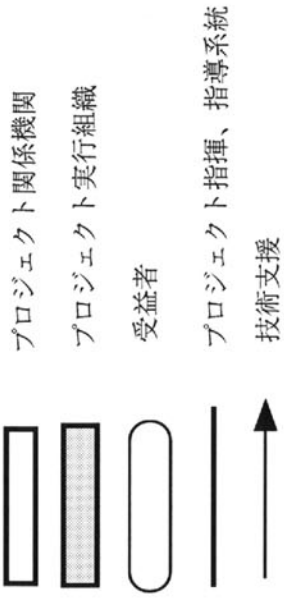 プロジェクト関係機関
プロジェクト実行組織
受益者
プロジェクト指揮、指導系統
技術支援